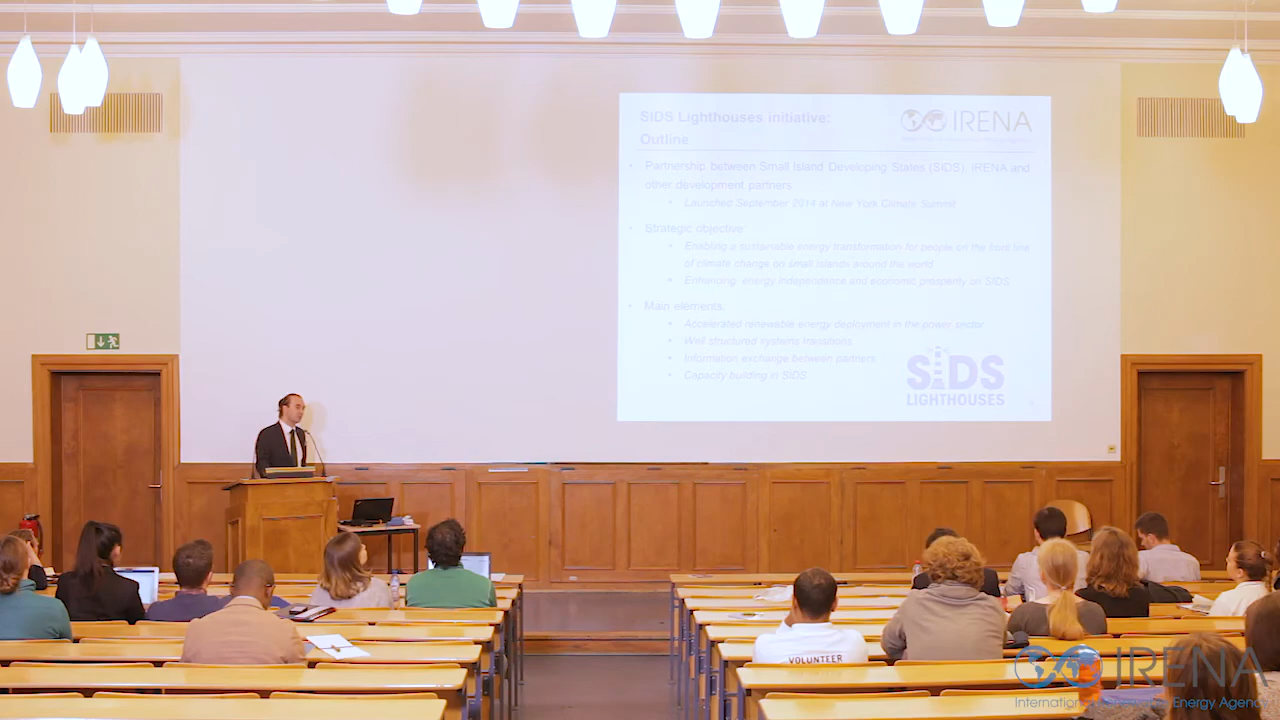 SIDS Lighthouses initiative:
Outline
IRENA
• Partnership between Small Island Developing States (SIDS), IRENA and
other development partners
• Launched September 2014 at New York Climate Summit
• Strategic objective:
• Enabling a sustainable energy transformation for people on the front line
of climate change on small islands around the world
• Enhancing energy independence and economic prosperity on SIDS
• Main elements:
• Accelerated renewable energy deployment in the power sector
• Well structured systems transitions
• Information exchange between partners
• Capacity building in SIDS
SIDS
LIGHTHOUSES
VOLUNTEER
IRENA
International Renewable Energy Agency